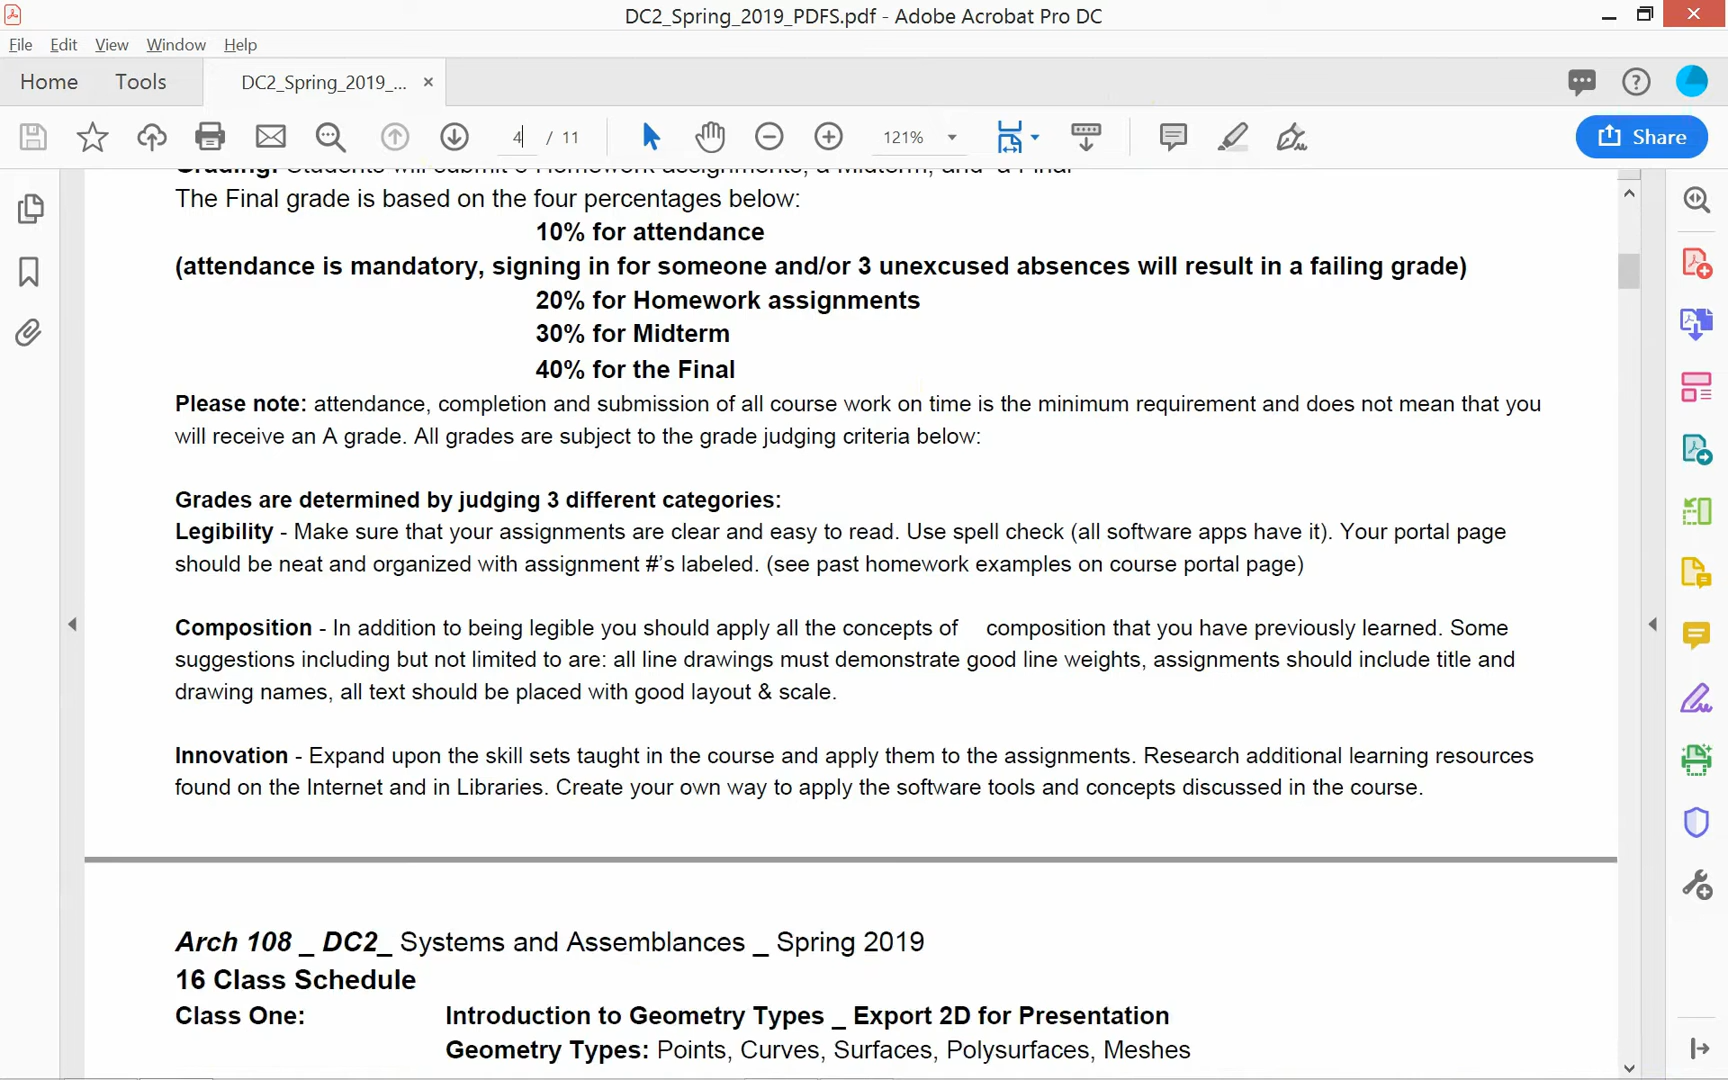 DC2_Spring_2019_PDFS.pdf - Adobe Acrobat Pro DC
File Edit View Window Help
Home Tools DC2_Spring_2019_... ×
4 / 11 121% Share
Grading: Students will submit 8 Homework assignments, a Midterm, and a Final
The Final grade is based on the four percentages below:
10% for attendance
(attendance is mandatory, signing in for someone and/or 3 unexcused absences will result in a failing grade)
20% for Homework assignments
30% for Midterm
40% for the Final
Please note: attendance, completion and submission of all course work on time is the minimum requirement and does not mean that you
will receive an A grade. All grades are subject to the grade judging criteria below:
Grades are determined by judging 3 different categories:
Legibility - Make sure that your assignments are clear and easy to read. Use spell check (all software apps have it). Your portal page
should be neat and organized with assignment #'s labeled. (see past homework examples on course portal page)
Composition - In addition to being legible you should apply all the concepts of composition that you have previously learned. Some
suggestions including but not limited to are: all line drawings must demonstrate good line weights, assignments should include title and
drawing names, all text should be placed with good layout & scale.
Innovation - Expand upon the skill sets taught in the course and apply them to the assignments. Research additional learning resources
found on the Internet and in Libraries. Create your own way to apply the software tools and concepts discussed in the course.
Arch 108 _ DC2_ Systems and Assemblances _ Spring 2019
16 Class Schedule
Class One: Introduction to Geometry Types _ Export 2D for Presentation
Geometry Types: Points, Curves, Surfaces, Polysurfaces, Meshes